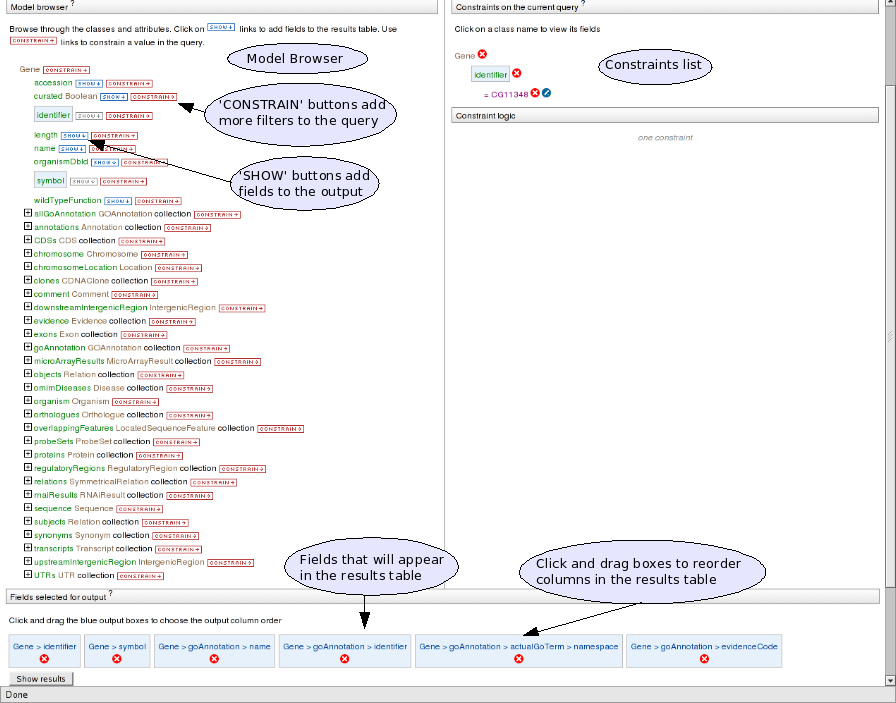 Model browser ?
Browse through the classes and attributes. Click on SHOW↓ links to add fields to the results table. Use
CONSTRAIN→ links to constrain a value in the query.
Model Browser
Gene CONSTRAIN→
accession SHOW↓ CONSTRAIN→
curated Boolean SHOW↓ CONSTRAIN→
'CONSTRAIN' buttons add
more filters to the query
identifier SHOW↓ CONSTRAIN→
length SHOW↓ CONSTRAIN→
name SHOW↓ CONSTRAIN→
organismDbId SHOW↓ CONSTRAIN→
'SHOW' buttons add
fields to the output
symbol SHOW↓ CONSTRAIN→
wildTypeFunction SHOW↓ CONSTRAIN→
allGoAnnotation GOAnnotation collection CONSTRAIN→
annotations Annotation collection CONSTRAIN→
CDSs CDS collection CONSTRAIN→
chromosome Chromosome CONSTRAIN→
chromosomeLocation Location CONSTRAIN→
clones CDNAClone collection CONSTRAIN→
comment Comment CONSTRAIN→
downstreamIntergenicRegion IntergenicRegion CONSTRAIN→
evidence Evidence collection CONSTRAIN→
exons Exon collection CONSTRAIN→
goAnnotation GOAnnotation collection CONSTRAIN→
microArrayResults MicroArrayResult collection CONSTRAIN→
objects Relation collection CONSTRAIN→
omimDiseases Disease collection CONSTRAIN→
organism Organism CONSTRAIN→
orthologues Orthologue collection CONSTRAIN→
overlappingFeatures LocatedSequenceFeature collection CONSTRAIN→
probeSets ProbeSet collection CONSTRAIN→
proteins Protein collection CONSTRAIN→
regulatoryRegions RegulatoryRegion collection CONSTRAIN→
relations SymmetricalRelation collection CONSTRAIN→
rnaiResults RNAiResult collection CONSTRAIN→
sequence Sequence CONSTRAIN→
subjects Relation collection CONSTRAIN→
synonyms Synonym collection CONSTRAIN→
transcripts Transcript collection CONSTRAIN→
upstreamIntergenicRegion IntergenicRegion CONSTRAIN→
UTRs UTR collection CONSTRAIN→
Constraints on the current query ?
Click on a class name to view its fields
Gene
identifier
= CG11348
Constraints list
Constraint logic
one constraint
Fields that will appear
in the results table
Click and drag boxes to reorder
columns in the results table
Fields selected for output ?
Click and drag the blue output boxes to choose the output column order
Gene > identifier
Gene > symbol
Gene > goAnnotation > name
Gene > goAnnotation > identifier
Gene > goAnnotation > actualGoTerm > namespace
Gene > goAnnotation > evidenceCode
Show results
Done